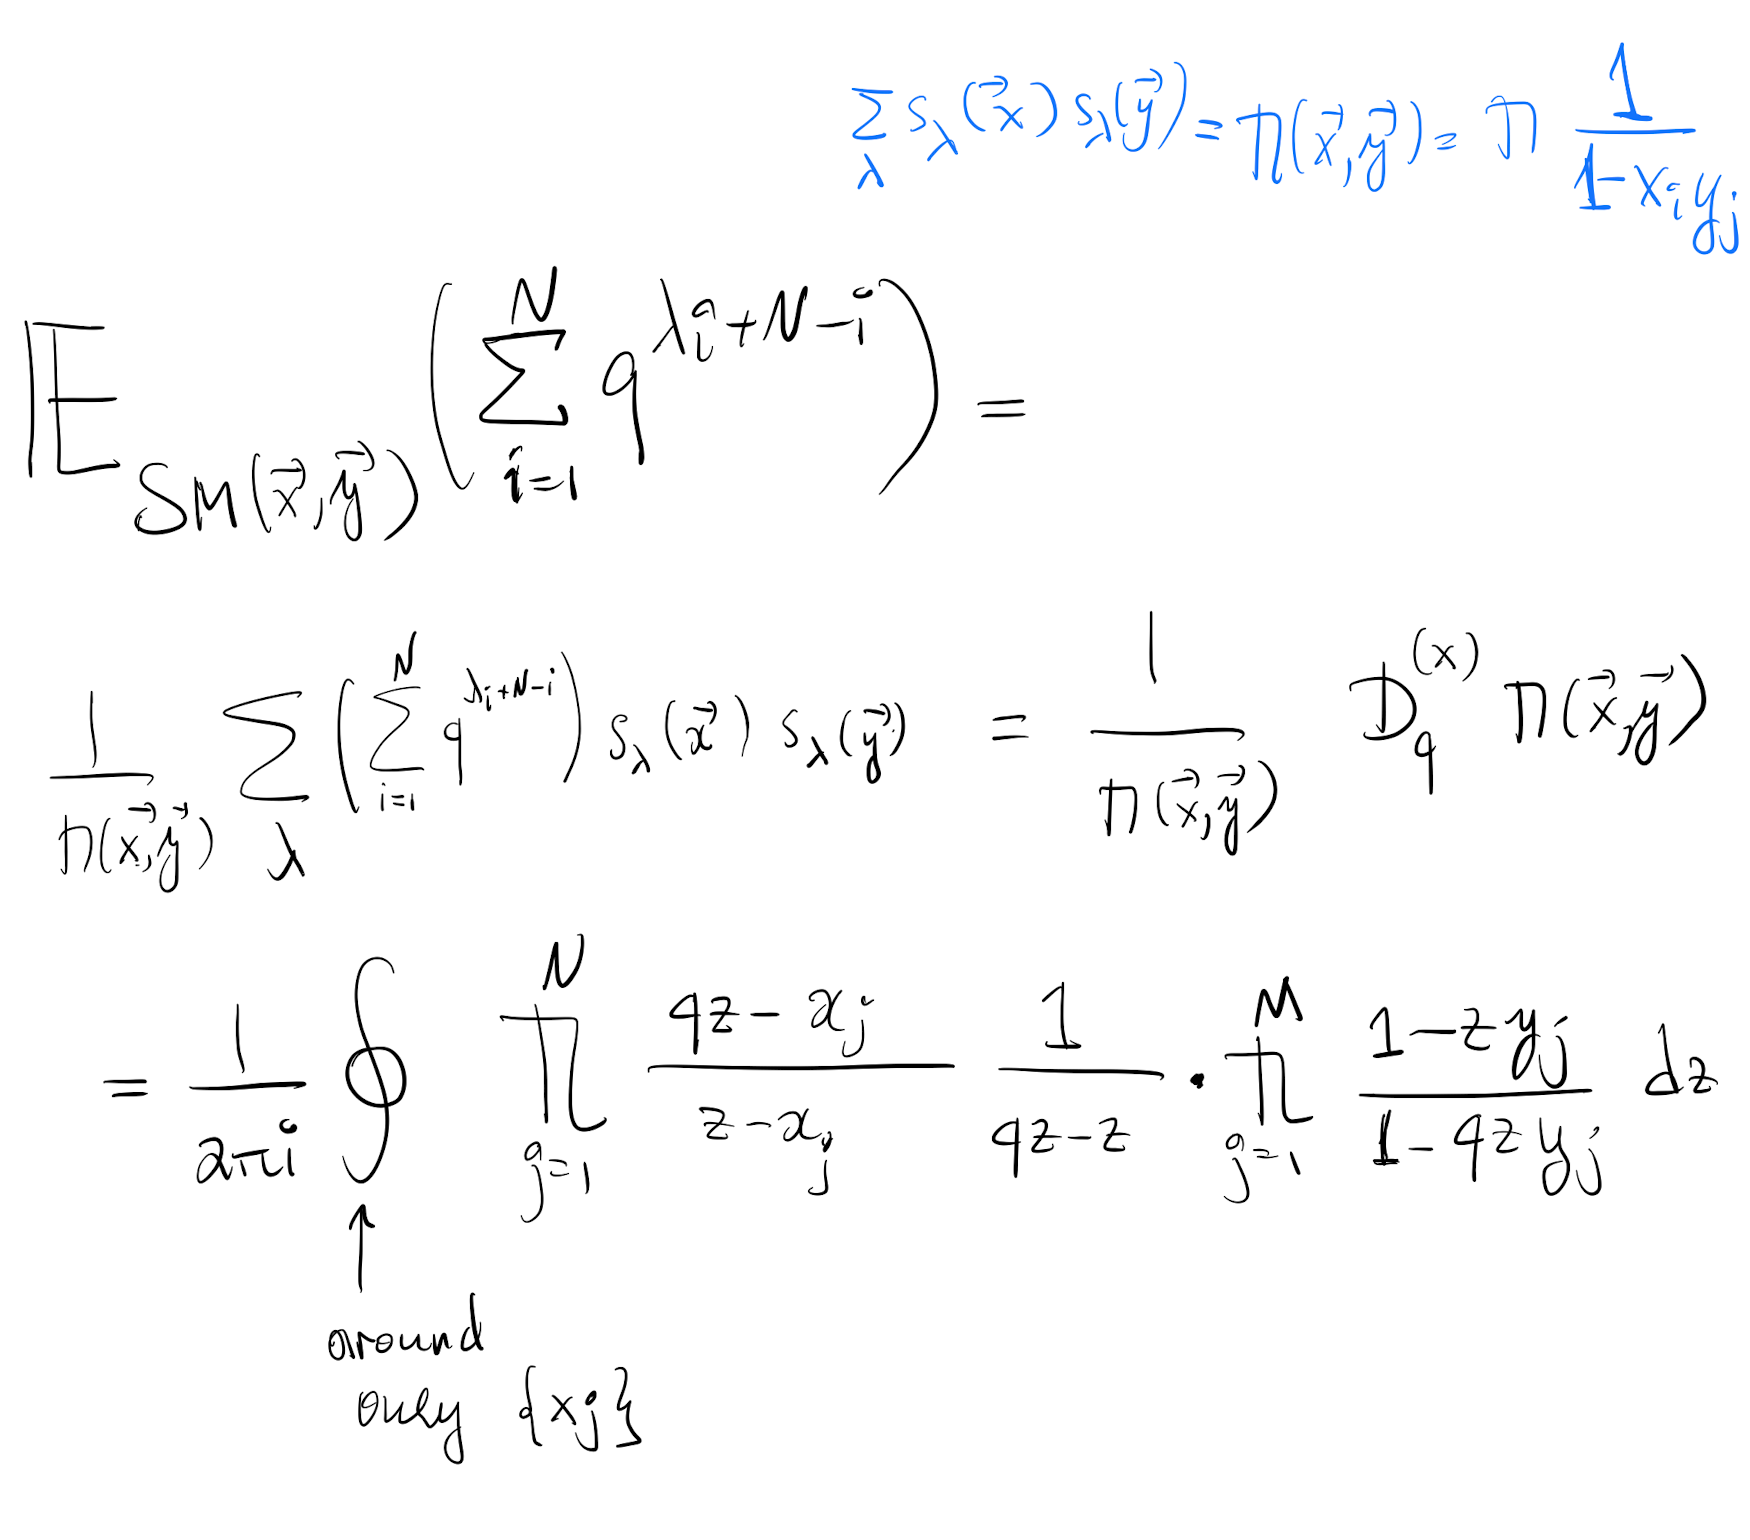 $\sum_{\lambda} s_\lambda(\vec{x}) s_\lambda(\vec{y}) = \Pi(\vec{x},\vec{y}) = \Pi \frac{1}{1-x_i y_j}$
$\mathbb{E}_{SM(\vec{x},\vec{y})}\left(\sum_{i=1}^{N} q^{\lambda_i+N-i}\right) =$
$\frac{1}{\Pi(\vec{x},\vec{y})} \sum_{\lambda} \left(\sum_{i=1}^{N} q^{\lambda_i+N-i}\right) s_\lambda(\vec{x}) s_\lambda(\vec{y}) = \frac{1}{\Pi(\vec{x},\vec{y})} D_q^{(x)} \Pi(\vec{x},\vec{y})$
$= \frac{1}{2\pi i} \oint \prod_{j=1}^{N} \frac{qz-x_j}{z-x_j} \frac{1}{qz-z} \cdot \prod_{j=1}^{M} \frac{1-zy_j}{1-qzy_j} dz$
↑
around
only {x_j}